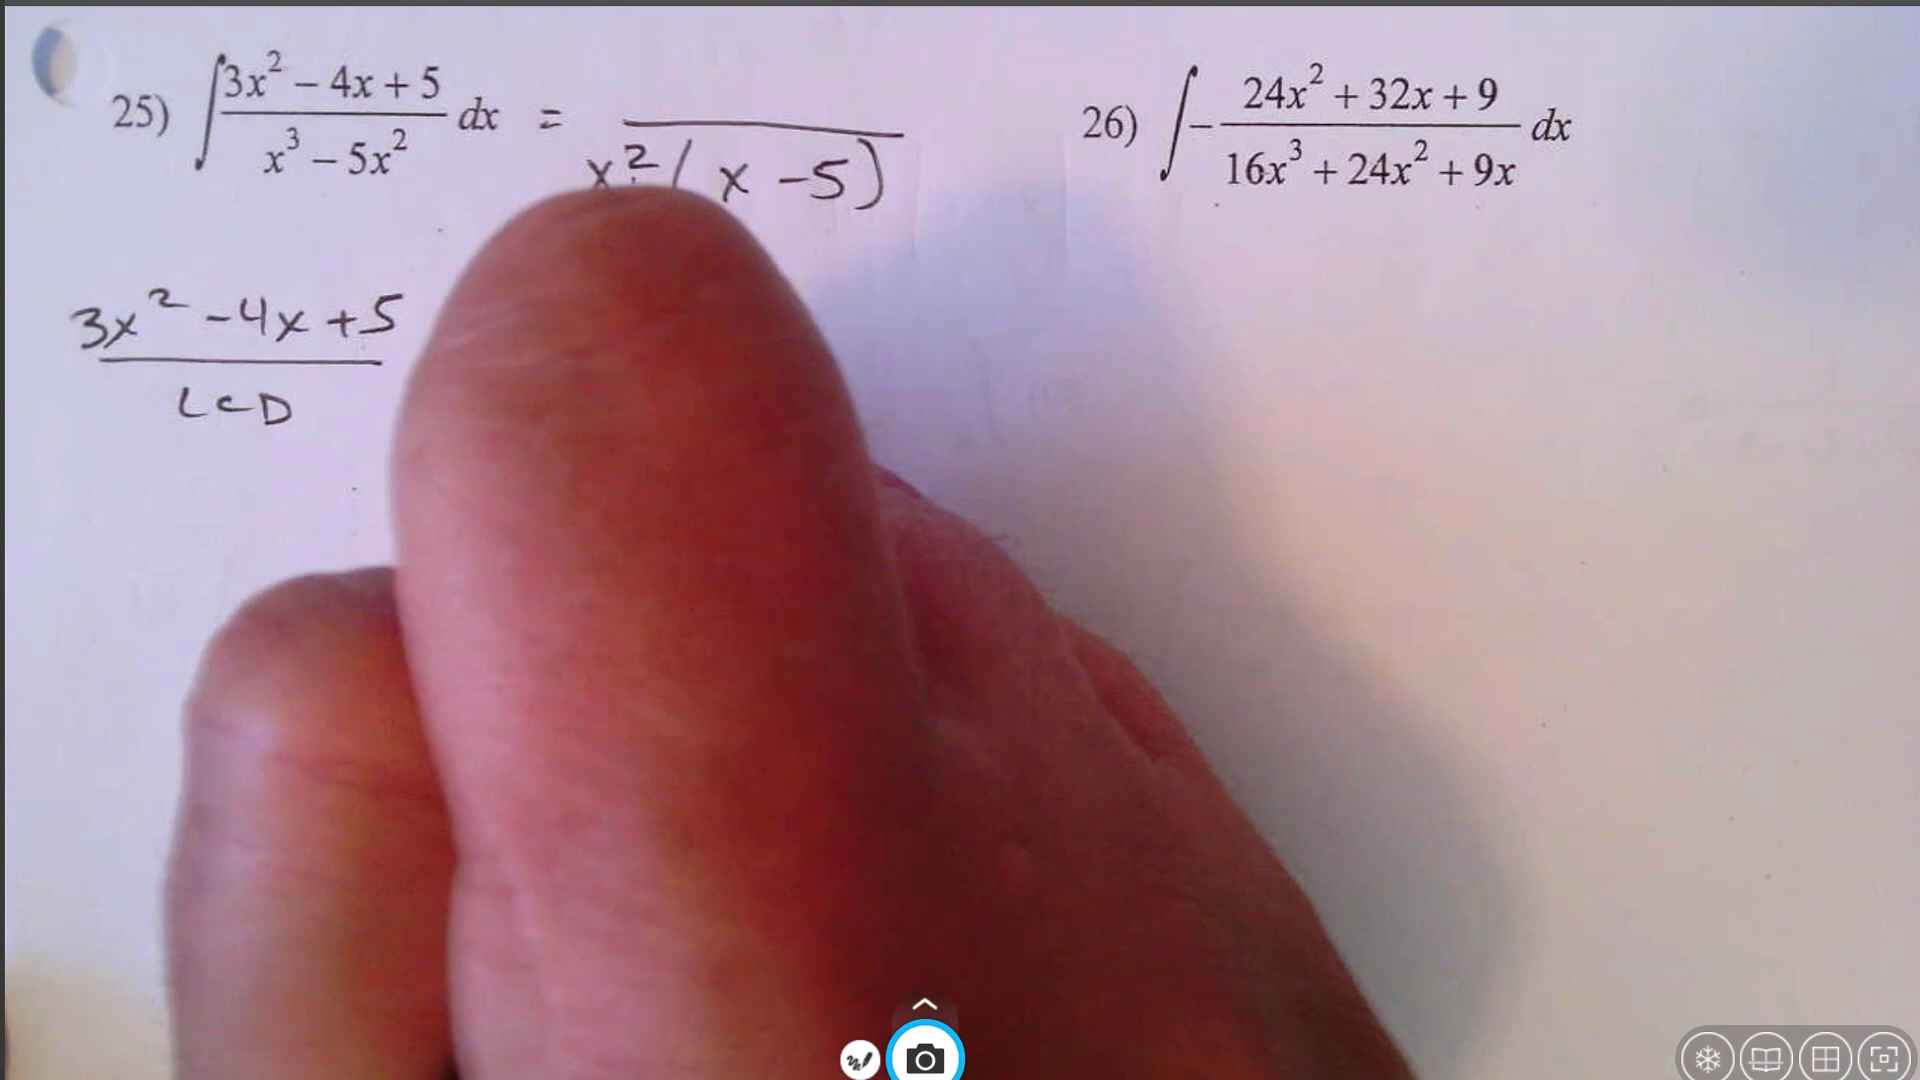 25) ∫ (3x² − 4x + 5)/(x³ − 5x²) dx = /(x²(x − 5))
26) ∫ − (24x² + 32x + 9)/(16x³ + 24x² + 9x) dx
3x² − 4x + 5
LCD